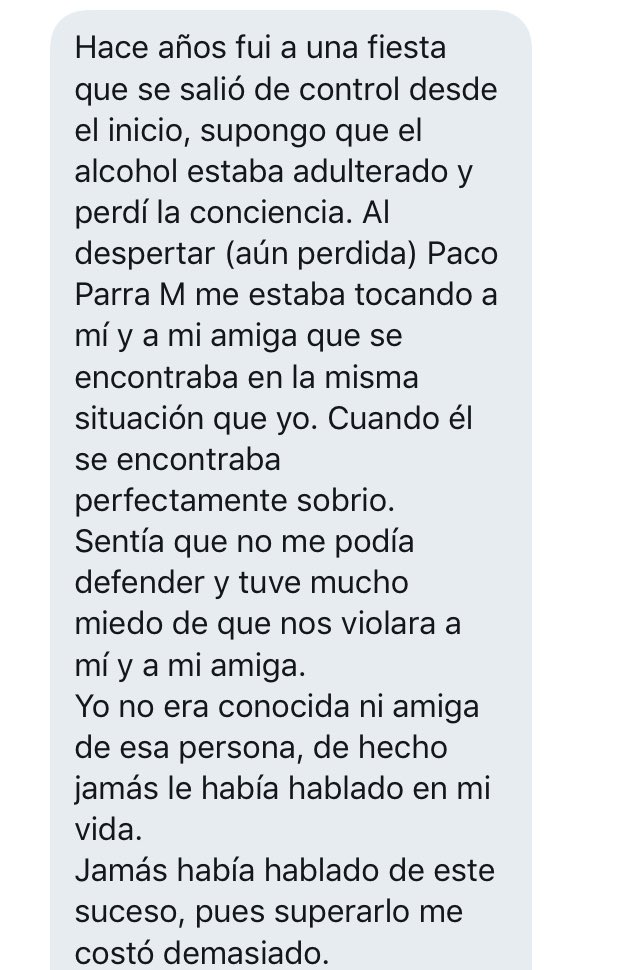 Hace años fui a una fiesta
que se salió de control desde
el inicio, supongo que el
alcohol estaba adulterado y
perdí la conciencia. Al
despertar (aún perdida) Paco
Parra M me estaba tocando a
mí y a mi amiga que se
encontraba en la misma
situación que yo. Cuando él
se encontraba
perfectamente sobrio.
Sentía que no me podía
defender y tuve mucho
miedo de que nos violara a
mí y a mi amiga.
Yo no era conocida ni amiga
de esa persona, de hecho
jamás le había hablado en mi
vida.
Jamás había hablado de este
suceso, pues superarlo me
costó demasiado.